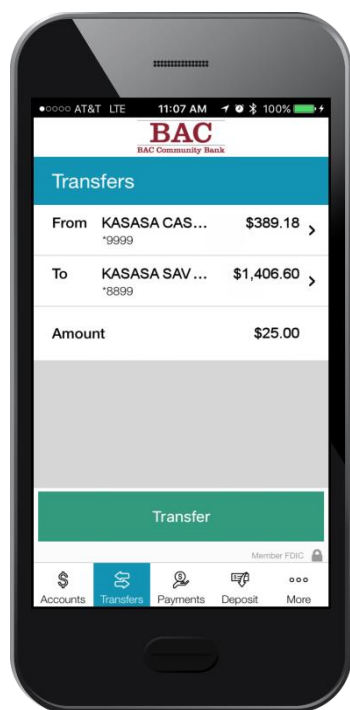 ●○○○○ AT&T LTE 11:07 AM 100%
BAC
BAC Community Bank
Transfers
From KASASA CAS... $389.18 >
*9999
To KASASA SAV... $1,406.60 >
*8899
Amount $25.00
Transfer
Member FDIC
Accounts Transfers Payments Deposit More